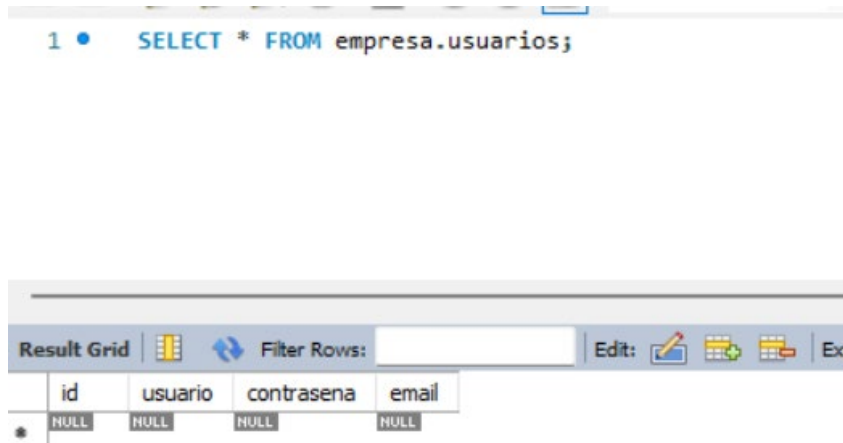 1 SELECT * FROM empresa.usuarios;
Result Grid Filter Rows: Edit: Ex
id usuario contrasena email
* NULL NULL NULL NULL